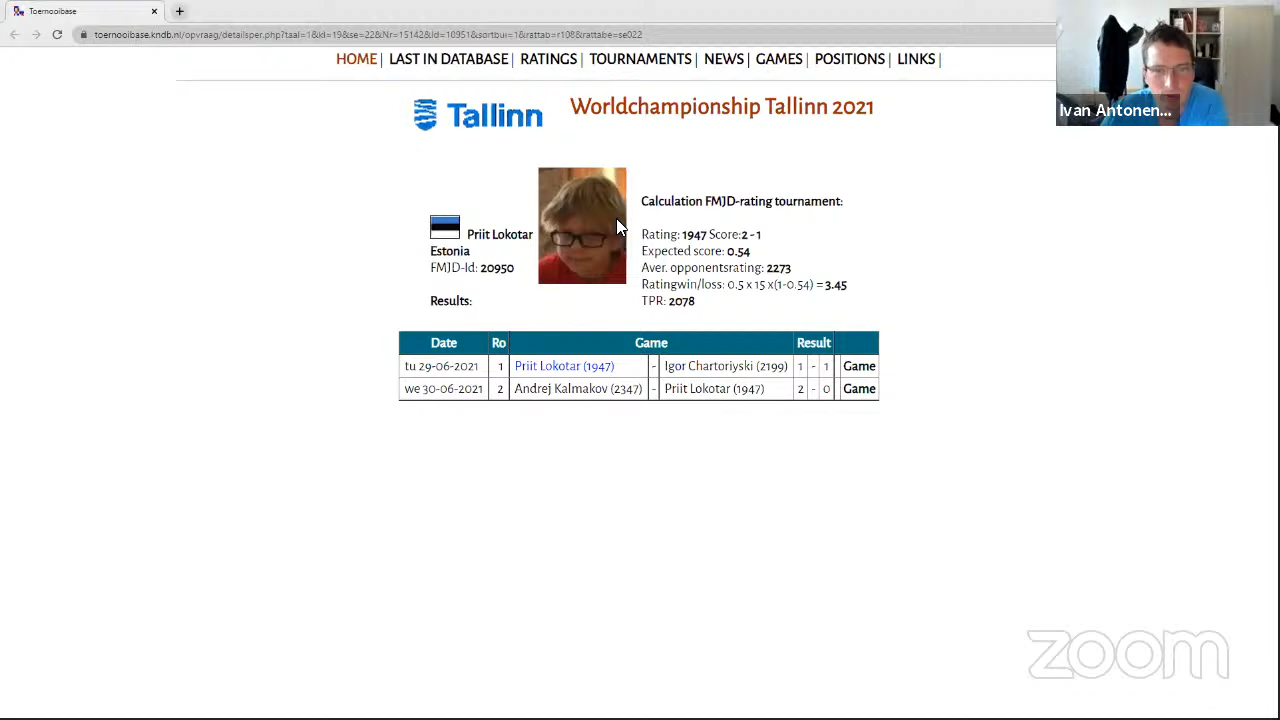 Toernooibase
toernooibase.kndb.nl/opvraag/detailsper.php?taal=1&kl=19&se=22&Nr=15142&Id=10951&tourn1=1&rattab=r108&rattabe=se022
HOME | LAST IN DATABASE | RATINGS | TOURNAMENTS | NEWS | GAMES | POSITIONS | LINKS |
Tallinn
Worldchampionship Tallinn 2021
Ivan Antonen...
Priit Lokotar
Estonia
FMJD-Id: 20950
Results:
Calculation FMJD-rating tournament:
Rating: 1947 Score:2 - 1
Expected score: 0.54
Aver. opponentsrating: 2273
Ratingwin/loss: 0.5 x 15 x(1-0.54) = 3.45
TPR: 2078
Date Ro Game Result
tu 29-06-2021 1 Priit Lokotar (1947) - Igor Chartoriyski (2199) 1 - 1 Game
we 30-06-2021 2 Andrej Kalmakov (2347) - Priit Lokotar (1947) 2 - 0 Game
zoom